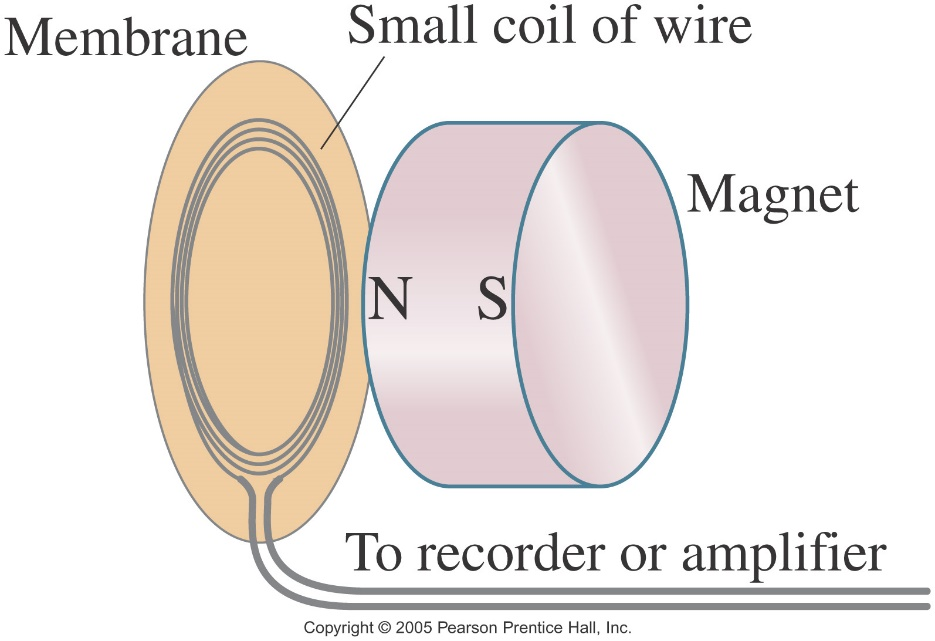 Membrane
Small coil of wire
Magnet
N S
To recorder or amplifier
Copyright © 2005 Pearson Prentice Hall, Inc.